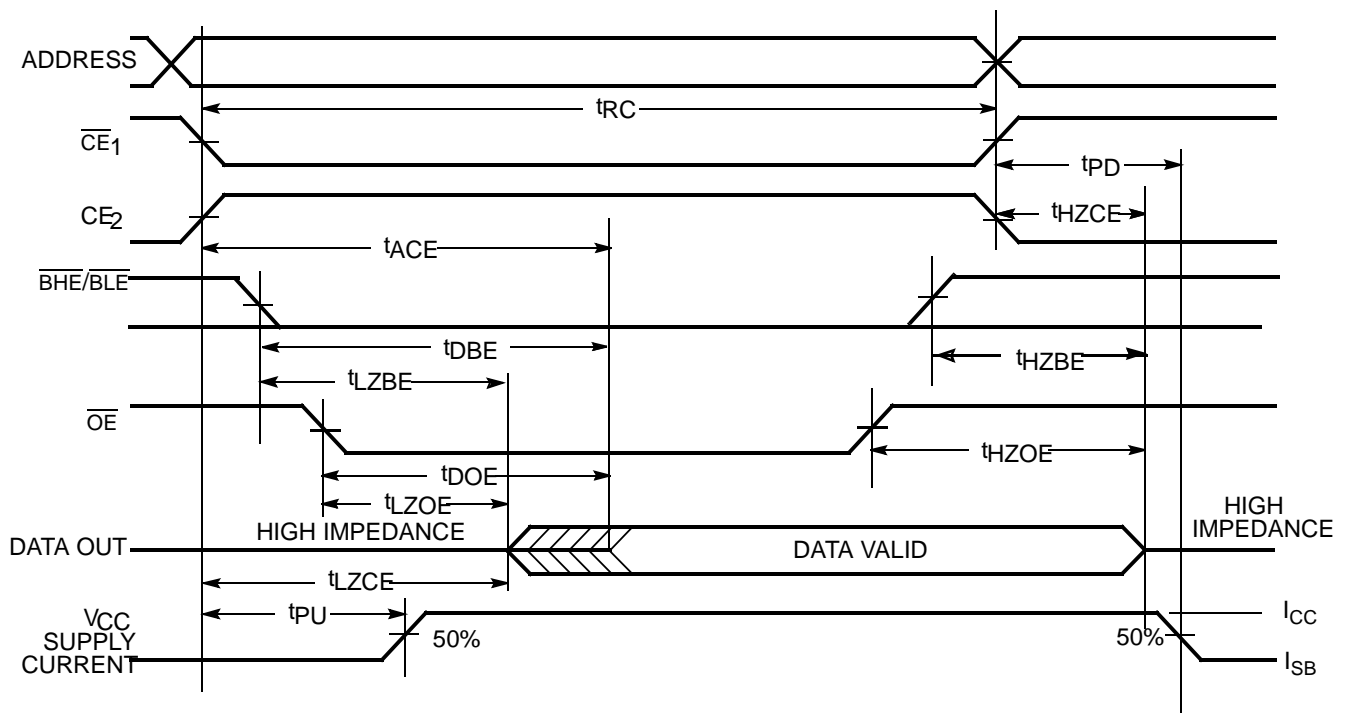 ADDRESS
tRC
CE1
tPD
CE2
tHZCE
tACE
BHE/BLE
tDBE
tHZBE
tLZBE
OE
tHZOE
tDOE
tLZOE
HIGH IMPEDANCE
HIGH
IMPEDANCE
DATA OUT
DATA VALID
tLZCE
tPU
VCC
SUPPLY
CURRENT
50%
50%
ICC
ISB